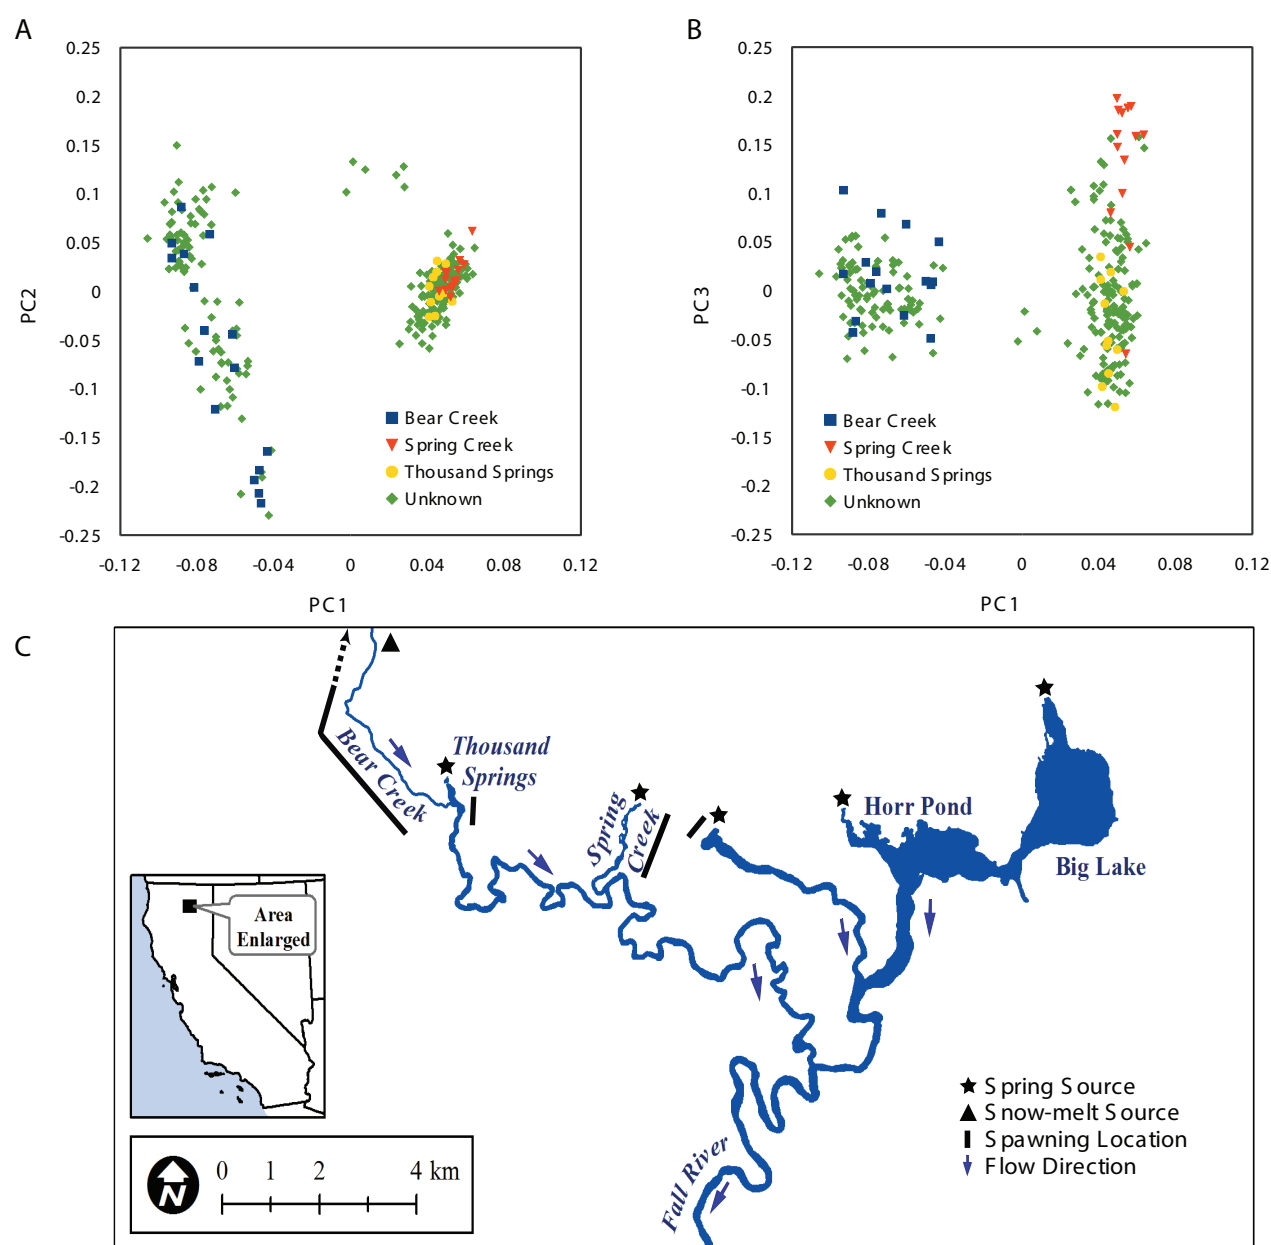 A
0.25
0.2
0.15
0.1
0.05
0
-0.05
-0.1
-0.15
-0.2
-0.25
PC2
-0.12 -0.08 -0.04 0 0.04 0.08 0.12
PC1
Bear Creek
Spring Creek
Thousand Springs
Unknown
B
0.25
0.2
0.15
0.1
0.05
0
-0.05
-0.1
-0.15
-0.2
-0.25
PC3
-0.12 -0.08 -0.04 0 0.04 0.08 0.12
PC1
Bear Creek
Spring Creek
Thousand Springs
Unknown
C
Bear Creek
Thousand
Springs
Spring
Creek
Horr Pond
Big Lake
Area
Enlarged
Fall River
Spring Source
Snow-melt Source
Spawning Location
Flow Direction
N
0 1 2 4 km